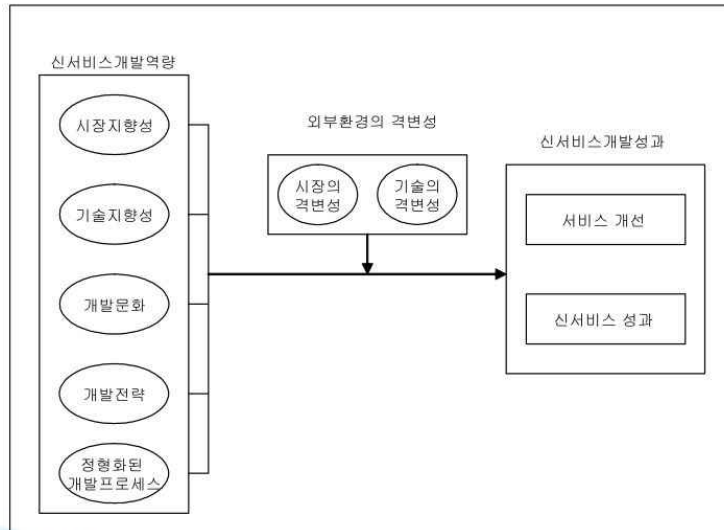 신서비스개발역량
시장지향성
기술지향성
개발문화
개발전략
정형화된
개발프로세스
외부환경의 격변성
시장의
격변성
기술의
격변성
신서비스개발성과
서비스 개선
신서비스 성과